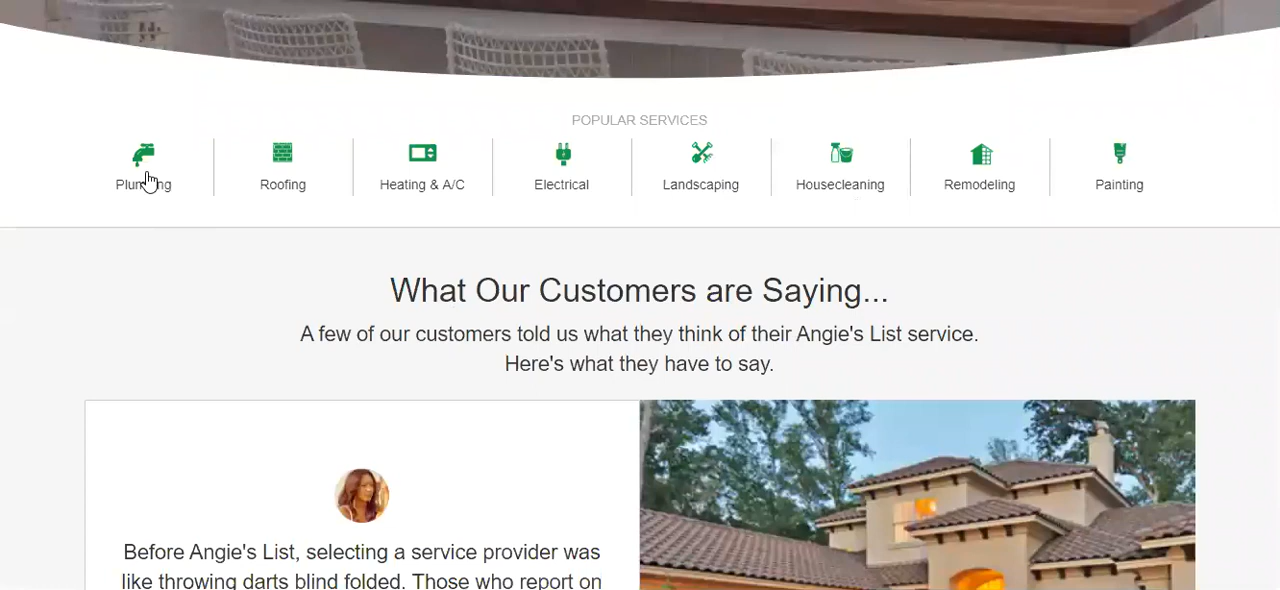 POPULAR SERVICES
Plumbing
Roofing
Heating & A/C
Electrical
Landscaping
Housecleaning
Remodeling
Painting
What Our Customers are Saying...
A few of our customers told us what they think of their Angie's List service.
Here's what they have to say.
Before Angie's List, selecting a service provider was
like throwing darts blind folded. Those who report on